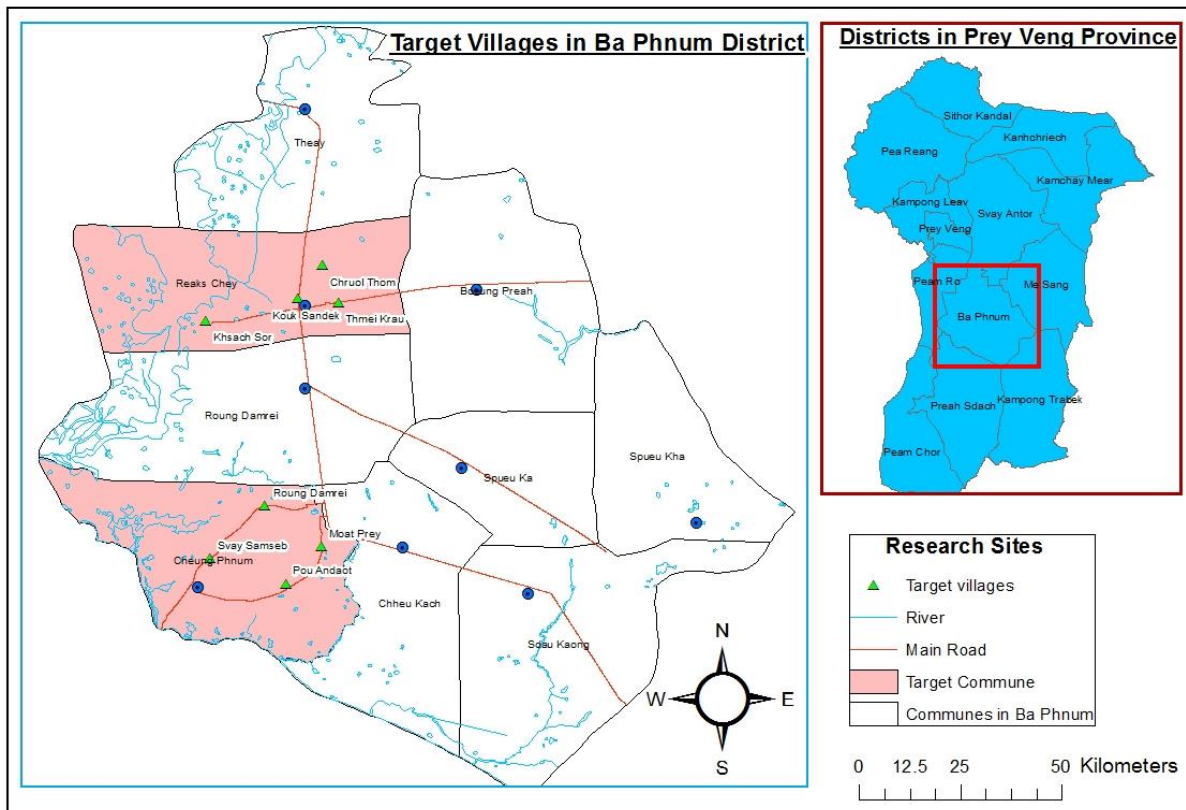 Target Villages in Ba Phnum District
Theay
Reaks Chey
Chruol Thom
Boeung Preah
Kouk Sandek
Thmei Krau
Khsach Sor
Roung Damrei
Spueu Kha
Spueu Ka
Roung Damrei
Moat Prey
Svay Samseb
Cheung Phnum
Pou Andaot
Chheu Kach
Sdau Kaong
N
W
E
S
Districts in Prey Veng Province
Sithor Kandal
Kanhchriech
Pea Reang
Kamchay Mear
Kampong Leav
Svay Antor
Prey Veng
Peam Ro
Me Sang
Ba Phnum
Preah Sdach
Kampong Trabek
Peam Chor
Research Sites
Target villages
River
Main Road
Target Commune
Communes in Ba Phnum
0 12.5 25 50 Kilometers